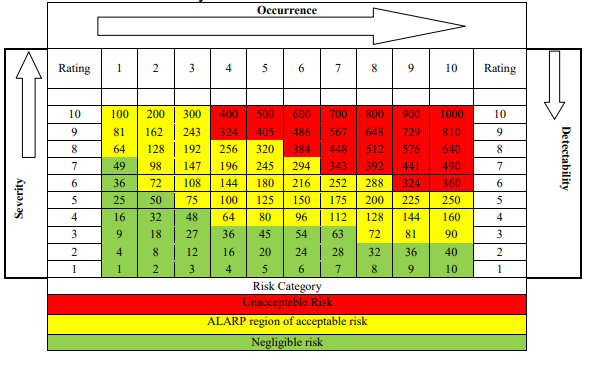 Occurrence
Rating 1 2 3 4 5 6 7 8 9 10 Rating
10 100 200 300 400 500 600 700 800 900 1000 10
9 81 162 243 324 405 486 567 648 729 810 9
8 64 128 192 256 320 384 448 512 576 640 8
7 49 98 147 196 245 294 343 392 441 490 7
6 36 72 108 144 180 216 252 288 324 360 6
5 25 50 75 100 125 150 175 200 225 250 5
4 16 32 48 64 80 96 112 128 144 160 4
3 9 18 27 36 45 54 63 72 81 90 3
2 4 8 12 16 20 24 28 32 36 40 2
1 1 2 3 4 5 6 7 8 9 10 1
Severity
Detectability
Risk Category
Unacceptable Risk
ALARP region of acceptable risk
Negligible risk